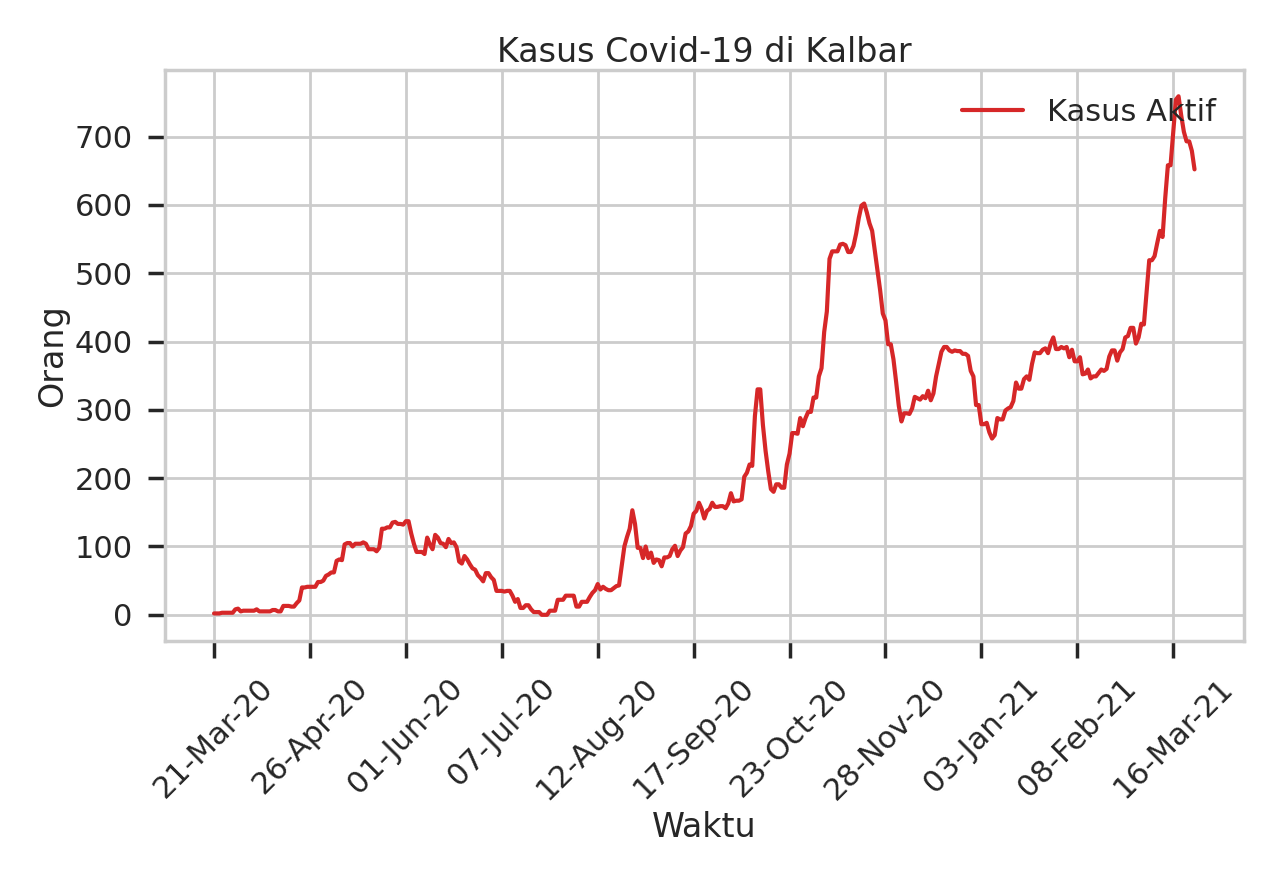 Kasus Covid-19 di Kalbar
Kasus Aktif
700
600
500
400
300
200
100
0
Orang
21-Mar-20
26-Apr-20
01-Jun-20
07-Jul-20
12-Aug-20
17-Sep-20
23-Oct-20
28-Nov-20
03-Jan-21
08-Feb-21
16-Mar-21
Waktu